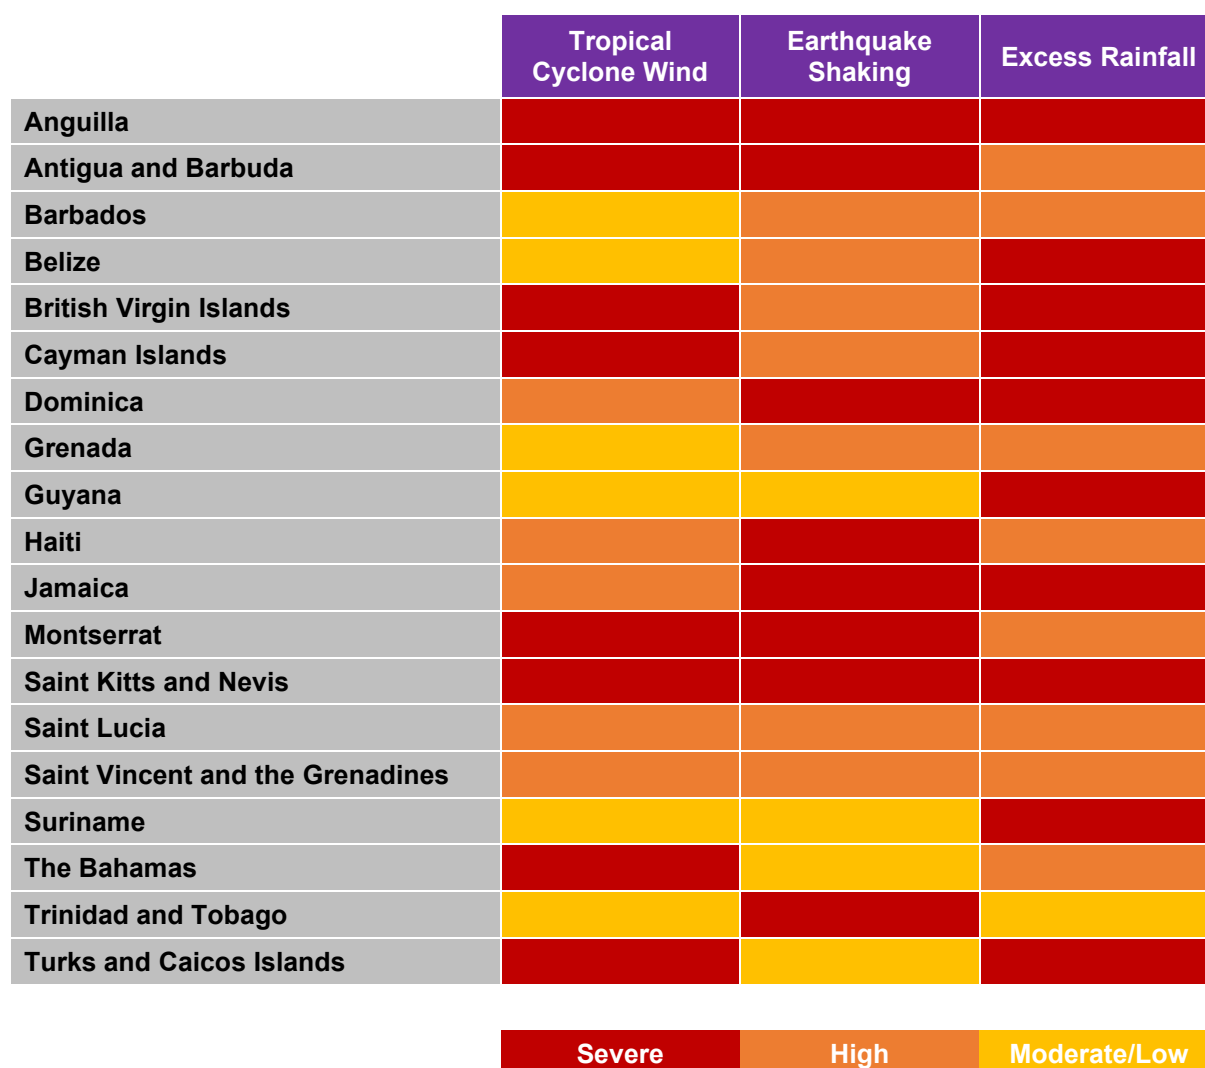 Tropical
Cyclone Wind
Earthquake
Shaking
Excess Rainfall
Anguilla
Antigua and Barbuda
Barbados
Belize
British Virgin Islands
Cayman Islands
Dominica
Grenada
Guyana
Haiti
Jamaica
Montserrat
Saint Kitts and Nevis
Saint Lucia
Saint Vincent and the Grenadines
Suriname
The Bahamas
Trinidad and Tobago
Turks and Caicos Islands
Severe
High
Moderate/Low